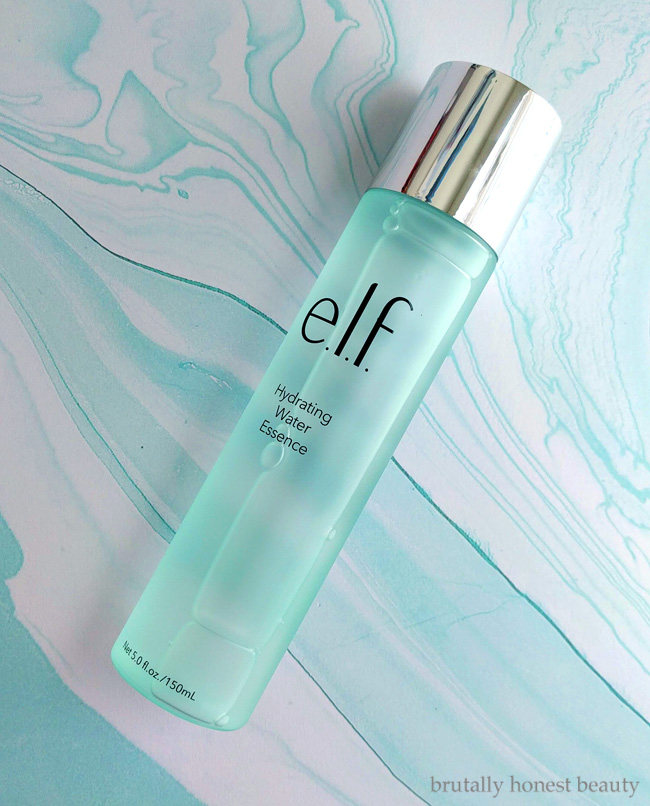 e.l.f.
Hydrating
Water
Essence
Net 5.0 fl.oz./150mL
brutally honest beauty